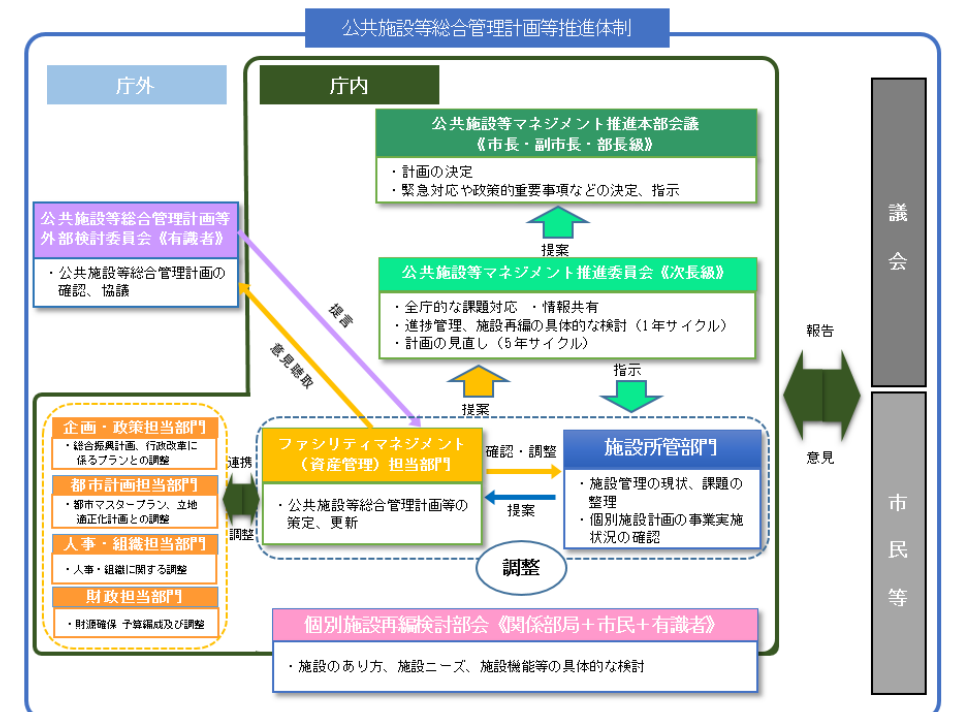 公共施設等総合管理計画等推進体制
庁外
庁内
公共施設等マネジメント推進本部会議
《市長・副市長・部長級》
・計画の決定
・緊急対応や政策的重要事項などの決定、指示
提案
公共施設等総合管理計画等
外部検討委員会《有識者》
・公共施設等総合管理計画の
確認、協議
公共施設等マネジメント推進委員会《次長級》
・全庁的な課題対応 ・情報共有
・進捗管理、施設再編の具体的な検討（1年サイクル）
・計画の見直し（5年サイクル）
提言
意見聴取
提案
指示
企画・政策担当部門
・総合振興計画、行政改革に
係るプランとの調整
都市計画担当部門
・都市マスタープラン、立地
適正化計画との調整
人事・組織担当部門
・人事・組織に関する調整
財政担当部門
・財源確保 予算編成及び調整
連携
調整
ファシリティマネジメント
（資産管理）担当部門
・公共施設等総合管理計画等の
策定、更新
確認・調整
提案
施設所管部門
・施設管理の現状、課題の
整理
・個別施設計画の事業実施
状況の確認
調整
個別施設再編検討部会《関係部局＋市民＋有識者》
・施設のあり方、施設ニーズ、施設機能等の具体的な検討
報告
意見
議会
市民等